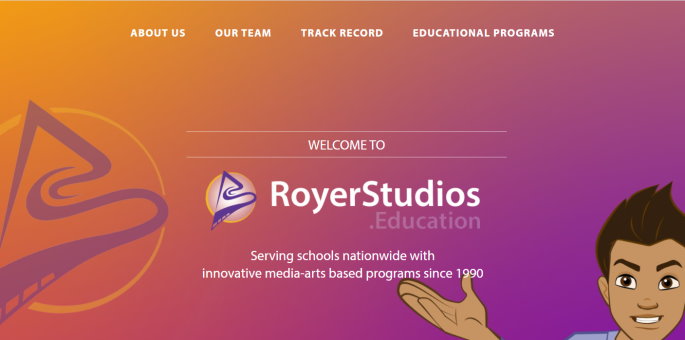 ABOUT US OUR TEAM TRACK RECORD EDUCATIONAL PROGRAMS
WELCOME TO
RoyerStudios
.Education
Serving schools nationwide with
innovative media-arts based programs since 1990